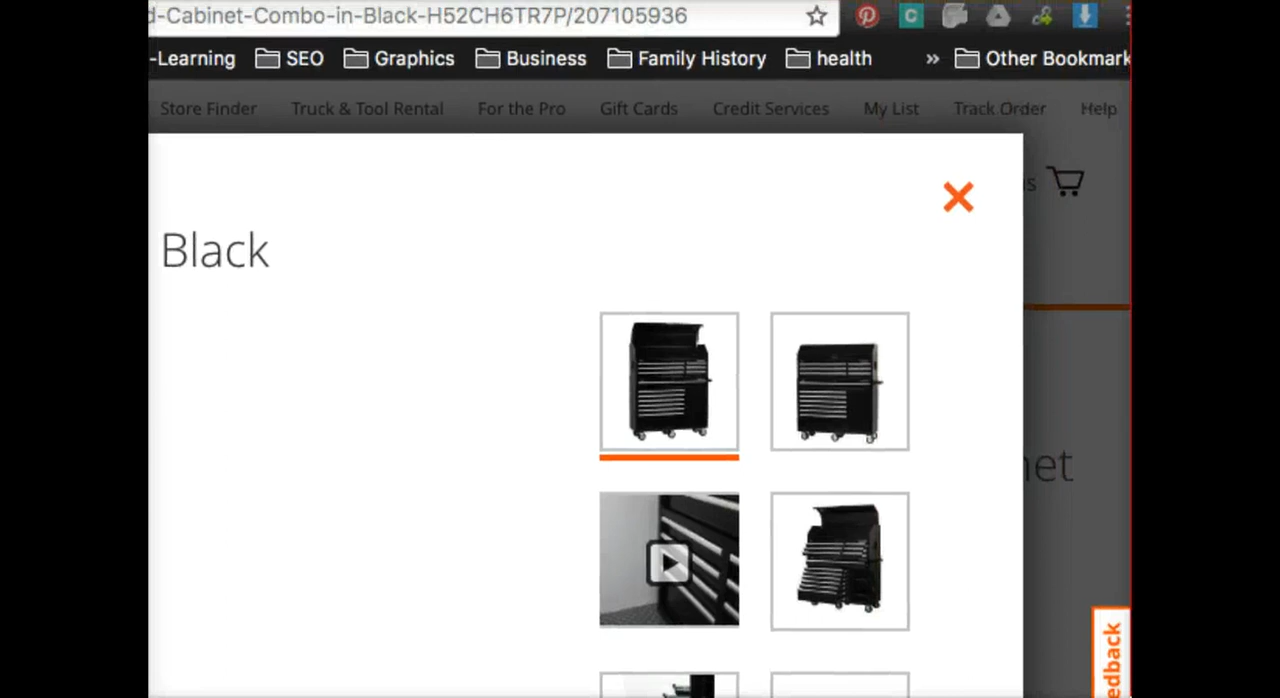 d-Cabinet-Combo-in-Black-H52CH6TR7P/207105936
-Learning SEO Graphics Business Family History health » Other Bookmark
Store Finder Truck & Tool Rental For the Pro Gift Cards Credit Services My List Track Order Help
s
Black
net
edback